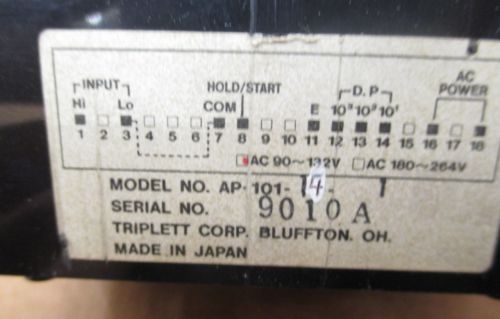 INPUT HOLD/START D.P AC
Hi Lo COM E 10³ 10² 10¹ POWER
1 2 3 4 5 6 7 8 9 10 11 12 13 14 15 16 17 18
AC 90~132V AC 180~264V
MODEL NO. AP-101-14-1
SERIAL NO. 9010A
TRIPLETT CORP. BLUFFTON, OH.
MADE IN JAPAN